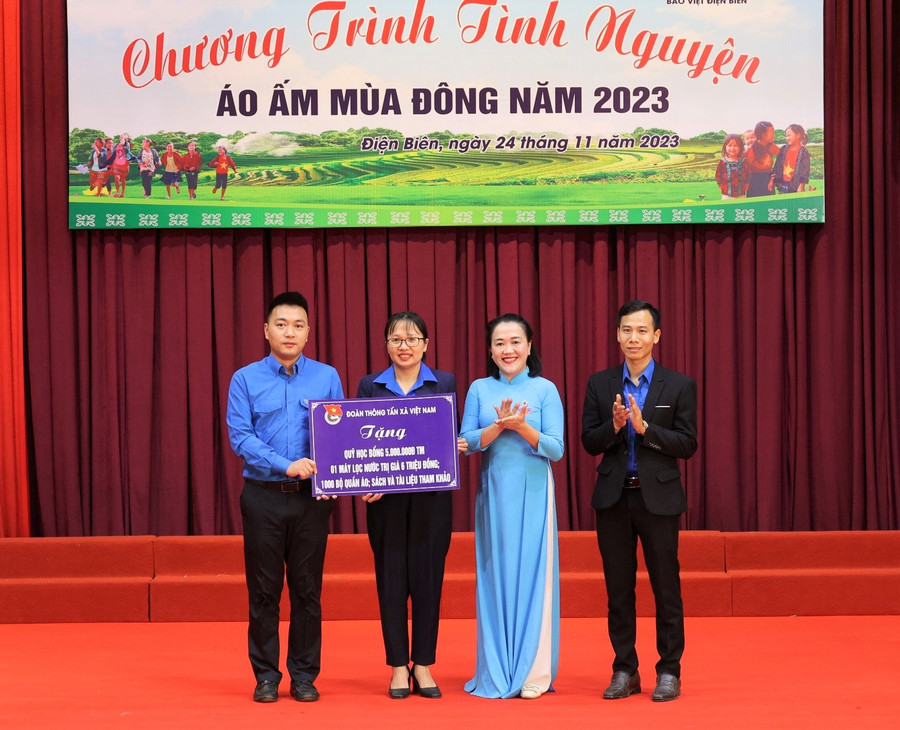 BẢO VIỆT ĐIỆN BIÊN
Chương Trình Tình Nguyện
ÁO ẤM MÙA ĐÔNG NĂM 2023
Điện Biên, ngày 24 tháng 11 năm 2023
ĐOÀN THÔNG TẤN XÃ VIỆT NAM
Tặng
QUỸ HỌC BỔNG 5.000.000Đ TM
01 MÁY LỌC NƯỚC TRỊ GIÁ 6 TRIỆU ĐỒNG;
1000 BỘ QUẦN ÁO; SÁCH VÀ TÀI LIỆU THAM KHẢO